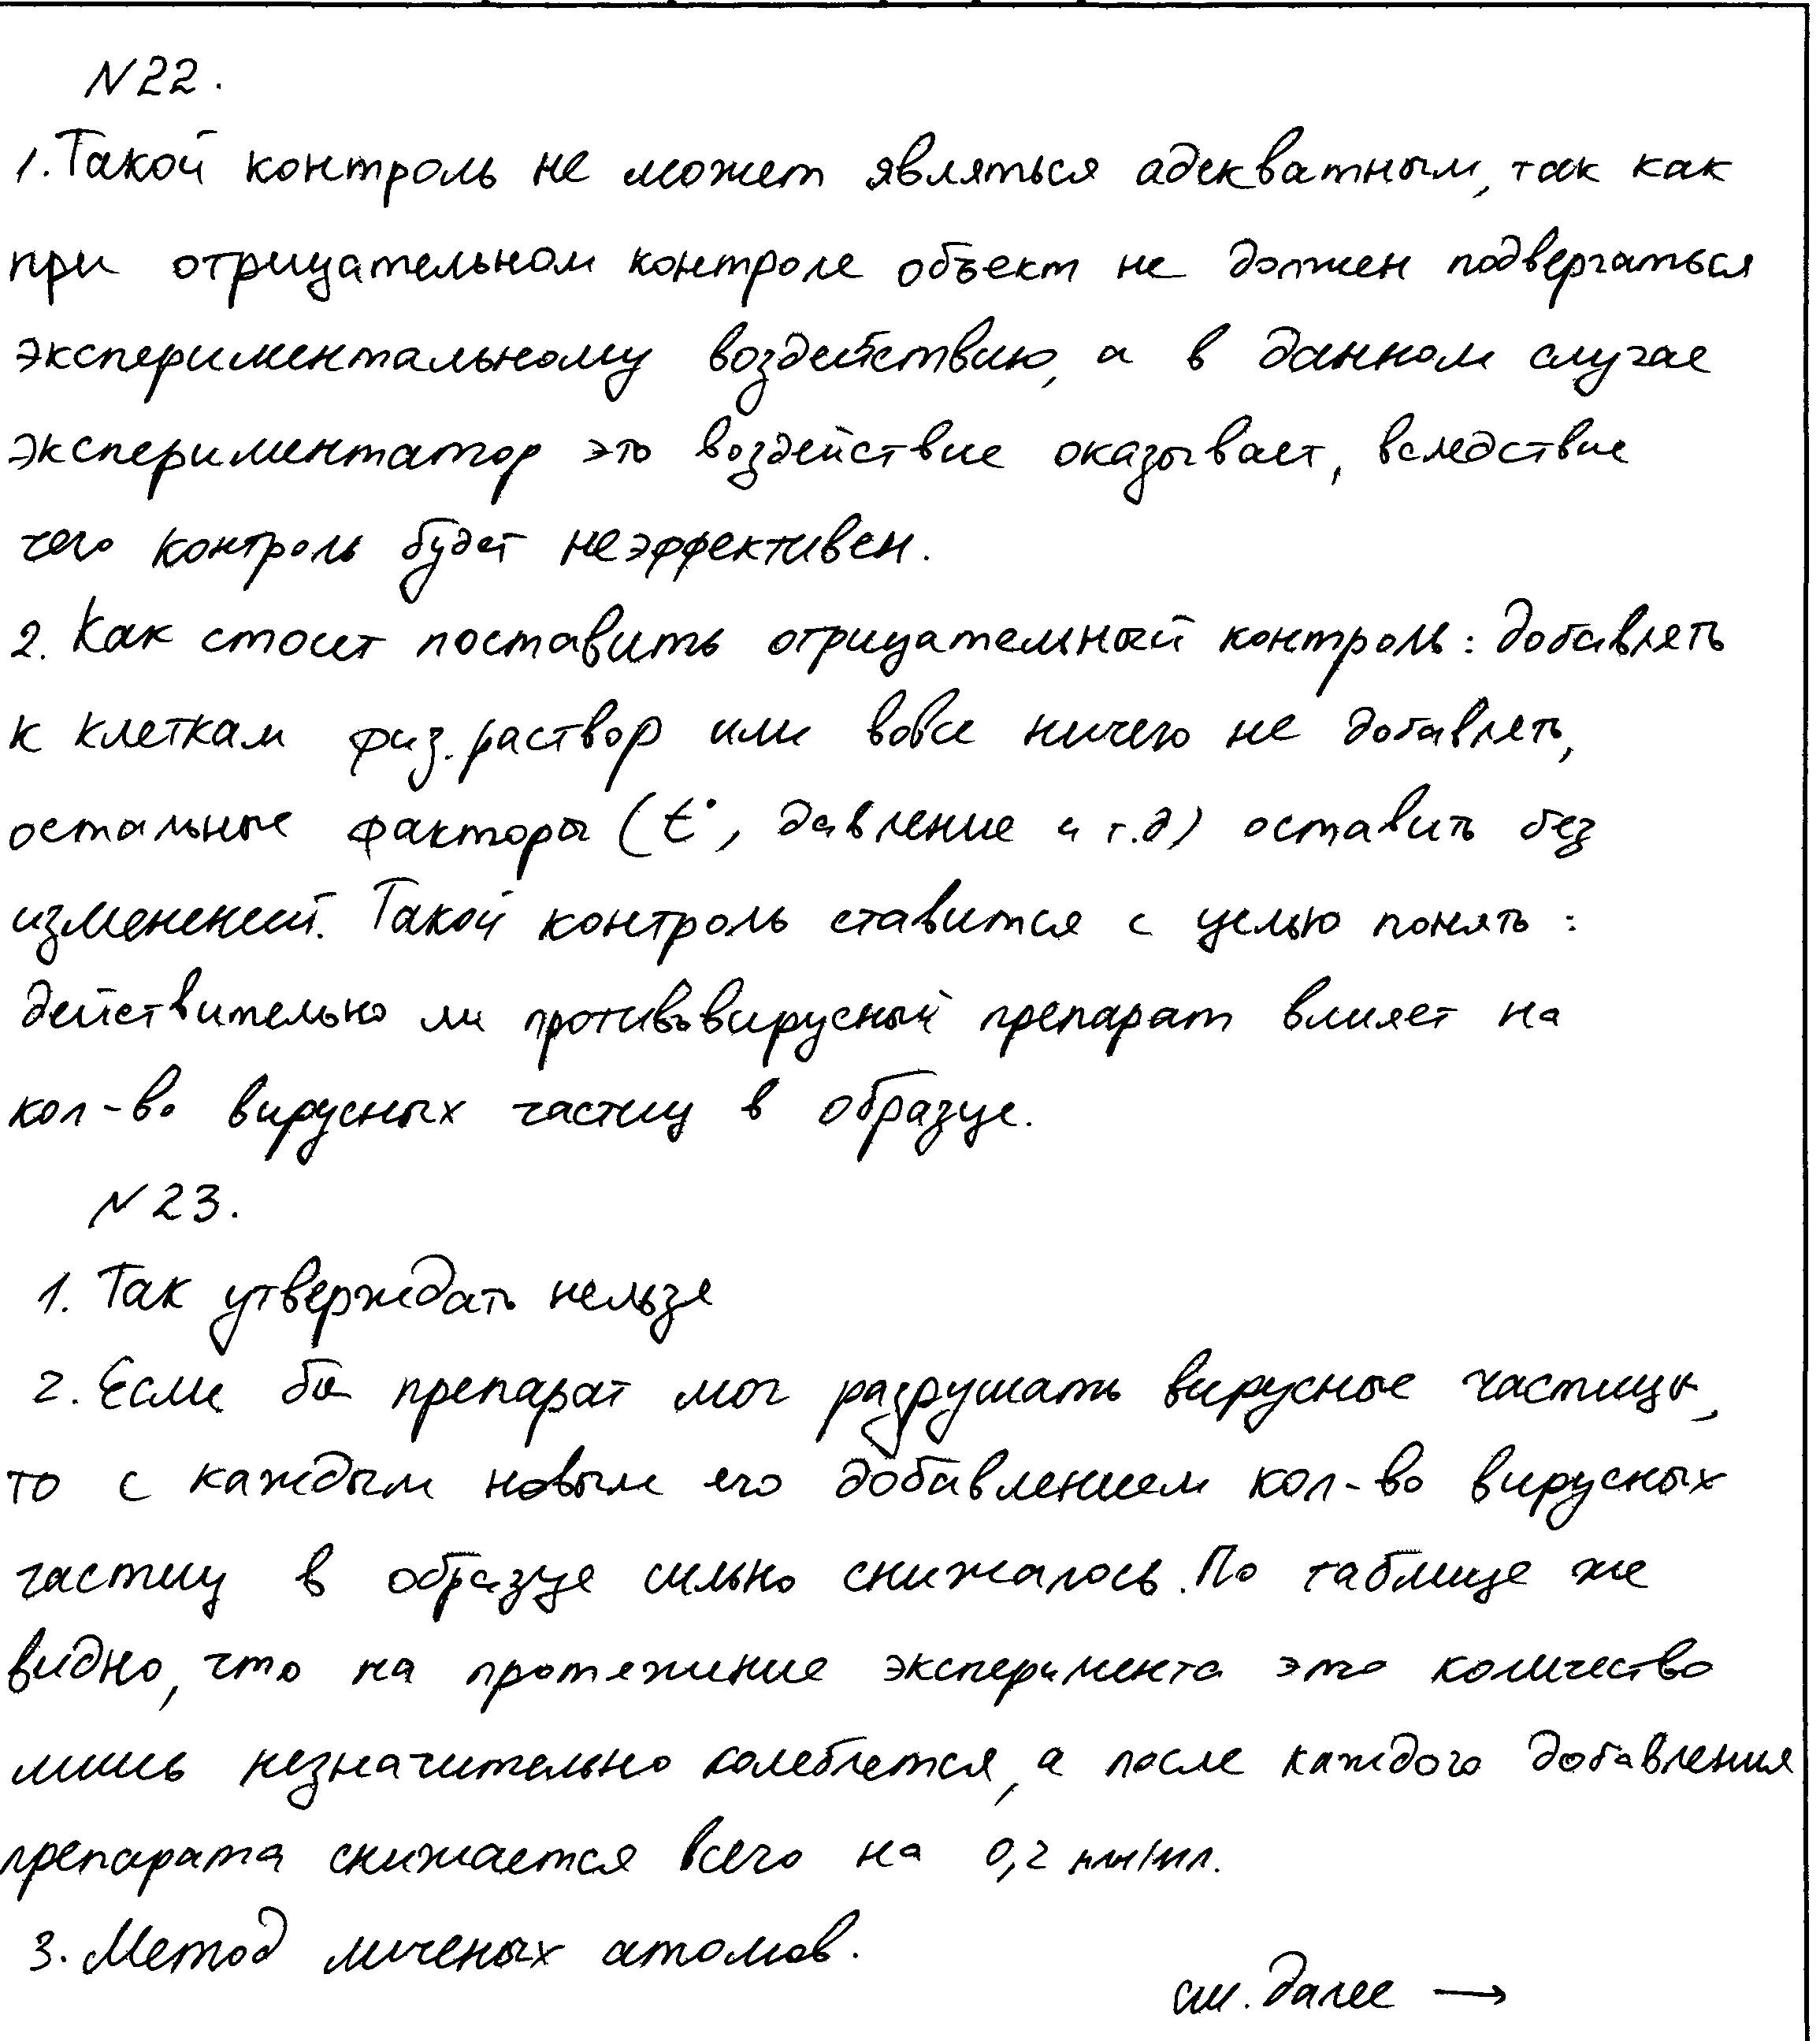 N22.
1. Такой контроль не может являться адекватным, так как
при отрицательном контроле объект не должен подвергаться
экспериментальному воздействию, а в данном случае
экспериментатор это воздействие оказывает, вследствие
чего контроль будет неэффективен.
2. Как стоит поставить отрицательный контроль: добавлять
к клеткам физ. раствор или вовсе ничего не добавлять,
остальные факторы (t°, давление и т.д) оставить без
изменений. Такой контроль ставится с целью понять:
действительно ли противовирусный препарат влияет на
кол-во вирусных частиц в образце.
N23.
1. Так утверждать нельзя
2. Если бы препарат мог разрушать вирусные частицы,
то с каждым новым его добавлением кол-во вирусных
частиц в образце сильно снижалось. По таблице же
видно, что на протяжение эксперимента это количество
лишь незначительно колеблется, а после каждого добавления
препарата снижается всего на 0,2 млн/мл.
3. Метод меченых атомов.
см. далее →